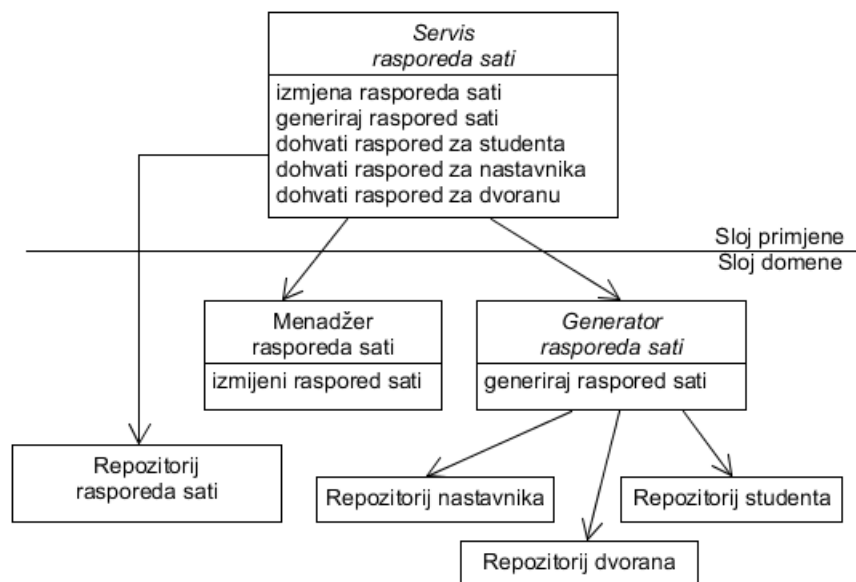 Servis
rasporeda sati
izmjena rasporeda sati
generiraj raspored sati
dohvati raspored za studenta
dohvati raspored za nastavnika
dohvati raspored za dvoranu
Sloj primjene
Sloj domene
Menadžer
rasporeda sati
izmijeni raspored sati
Generator
rasporeda sati
generiraj raspored sati
Repozitorij
rasporeda sati
Repozitorij nastavnika
Repozitorij studenta
Repozitorij dvorana